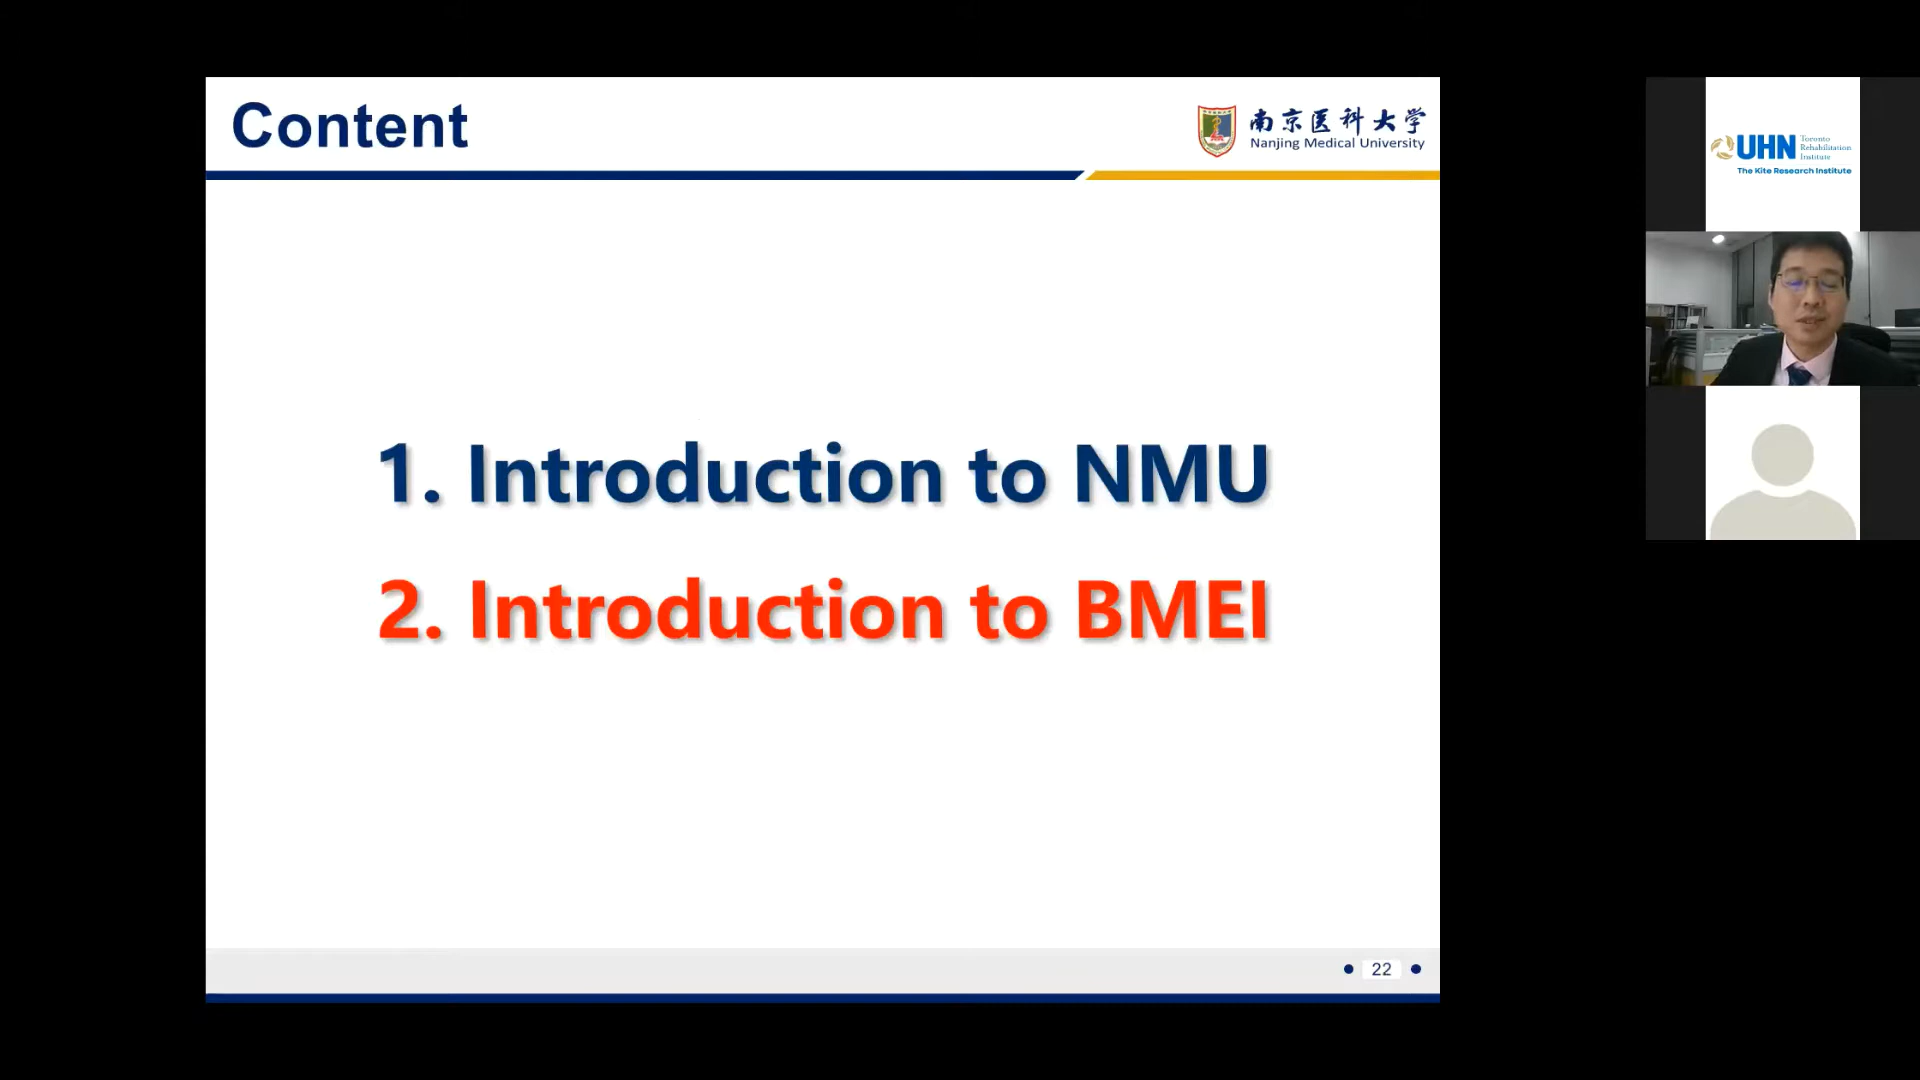 Content
南京医科大学
Nanjing Medical University
1. Introduction to NMU
2. Introduction to BMEI
22
UHN
Toronto
Rehabilitation
Institute
The Kite Research Institute